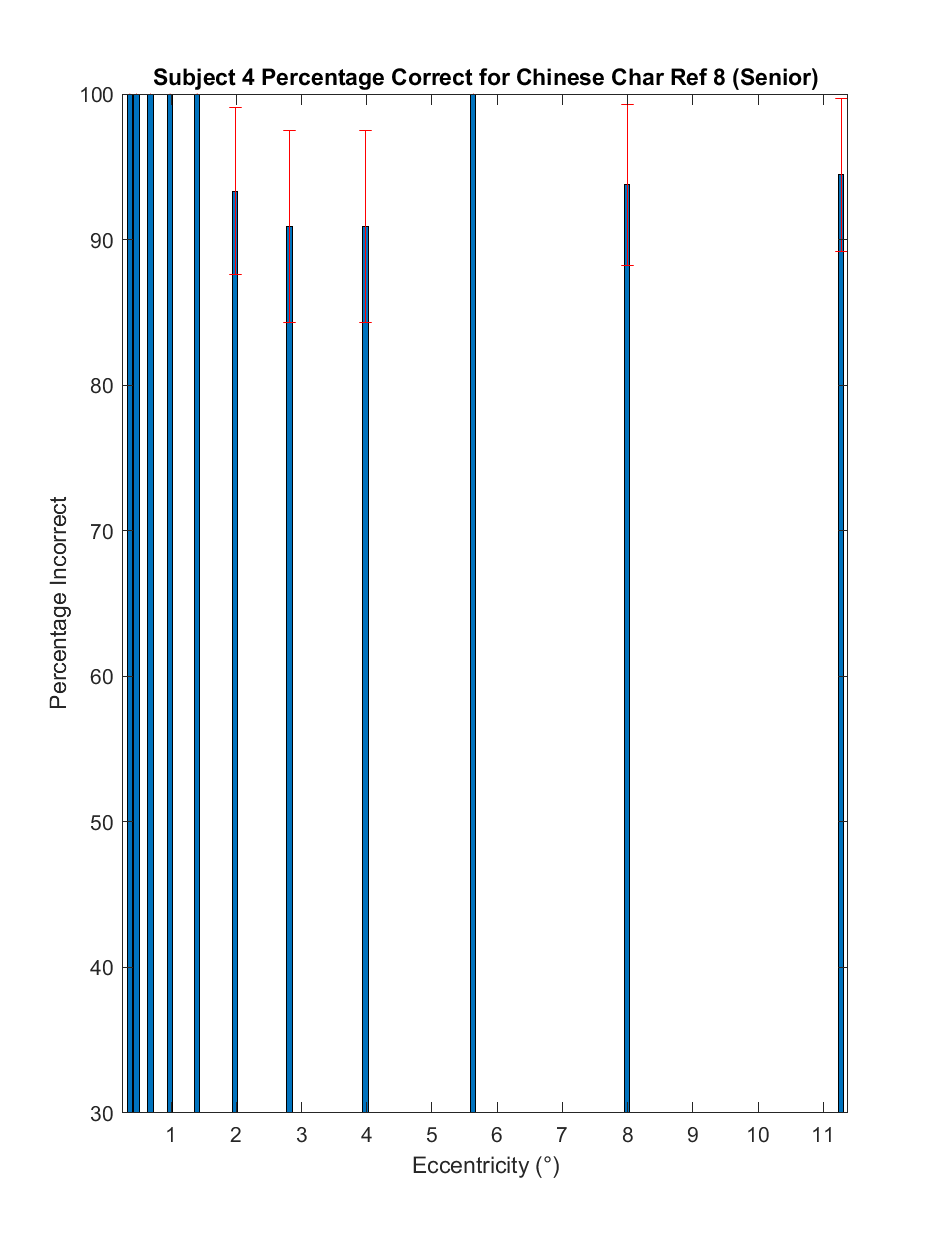 Subject 4 Percentage Correct for Chinese Char Ref 8 (Senior)
100
90
80
70
60
50
40
30
Percentage Incorrect
1 2 3 4 5 6 7 8 9 10 11
Eccentricity (°)